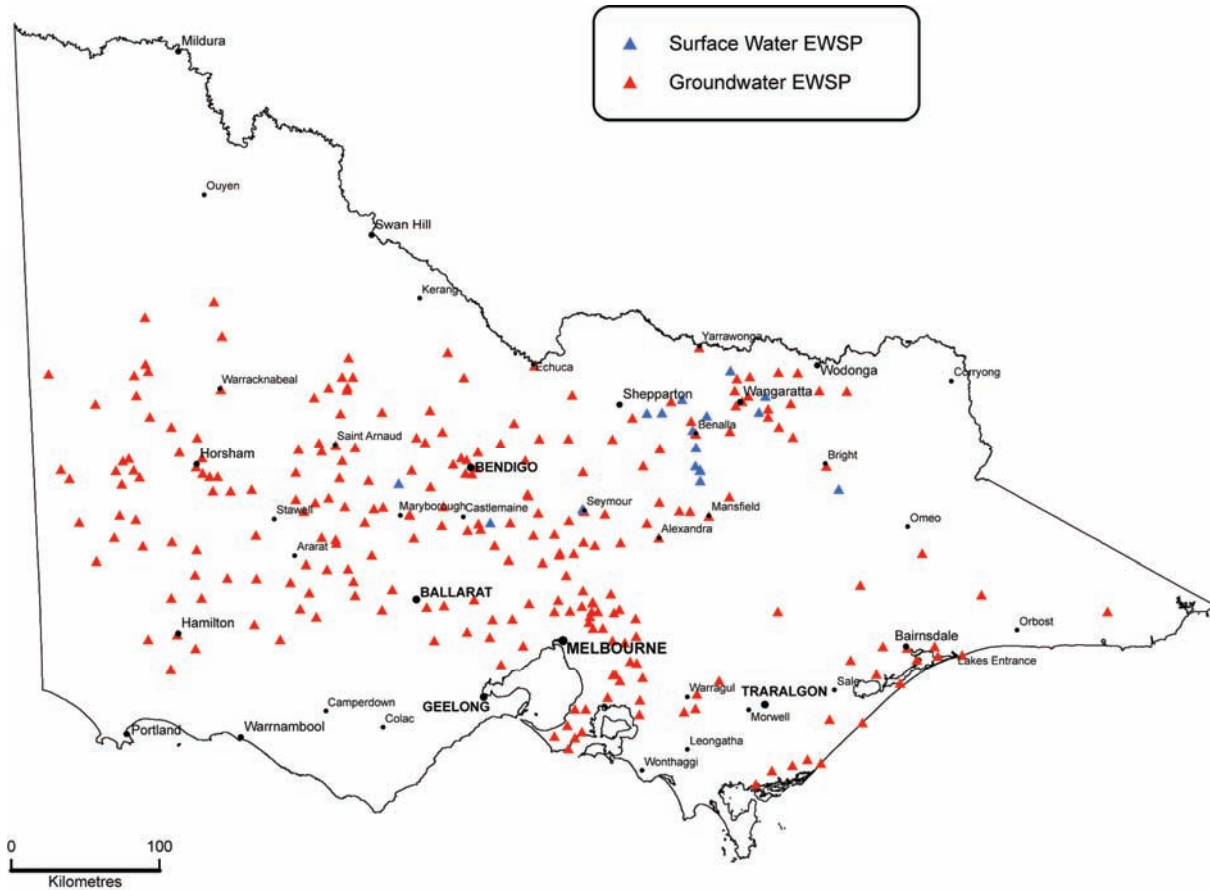 Surface Water EWSP
Groundwater EWSP
Mildura
Ouyen
Swan Hill
Kerang
Echuca
Yarrawonga
Wodonga
Corryong
Warracknabeal
Shepparton
Wangaratta
Saint Arnaud
Benalla
Horsham
BENDIGO
Bright
Stawell
Maryborough
Castlemaine
Seymour
Mansfield
Omeo
Alexandra
Ararat
BALLARAT
Hamilton
MELBOURNE
Orbost
Bairnsdale
Lakes Entrance
GEELONG
Warragul
TRARALGON
Sale
Camperdown
Morwell
Colac
Portland
Warrnambool
Leongatha
Wonthaggi
0 100
Kilometres